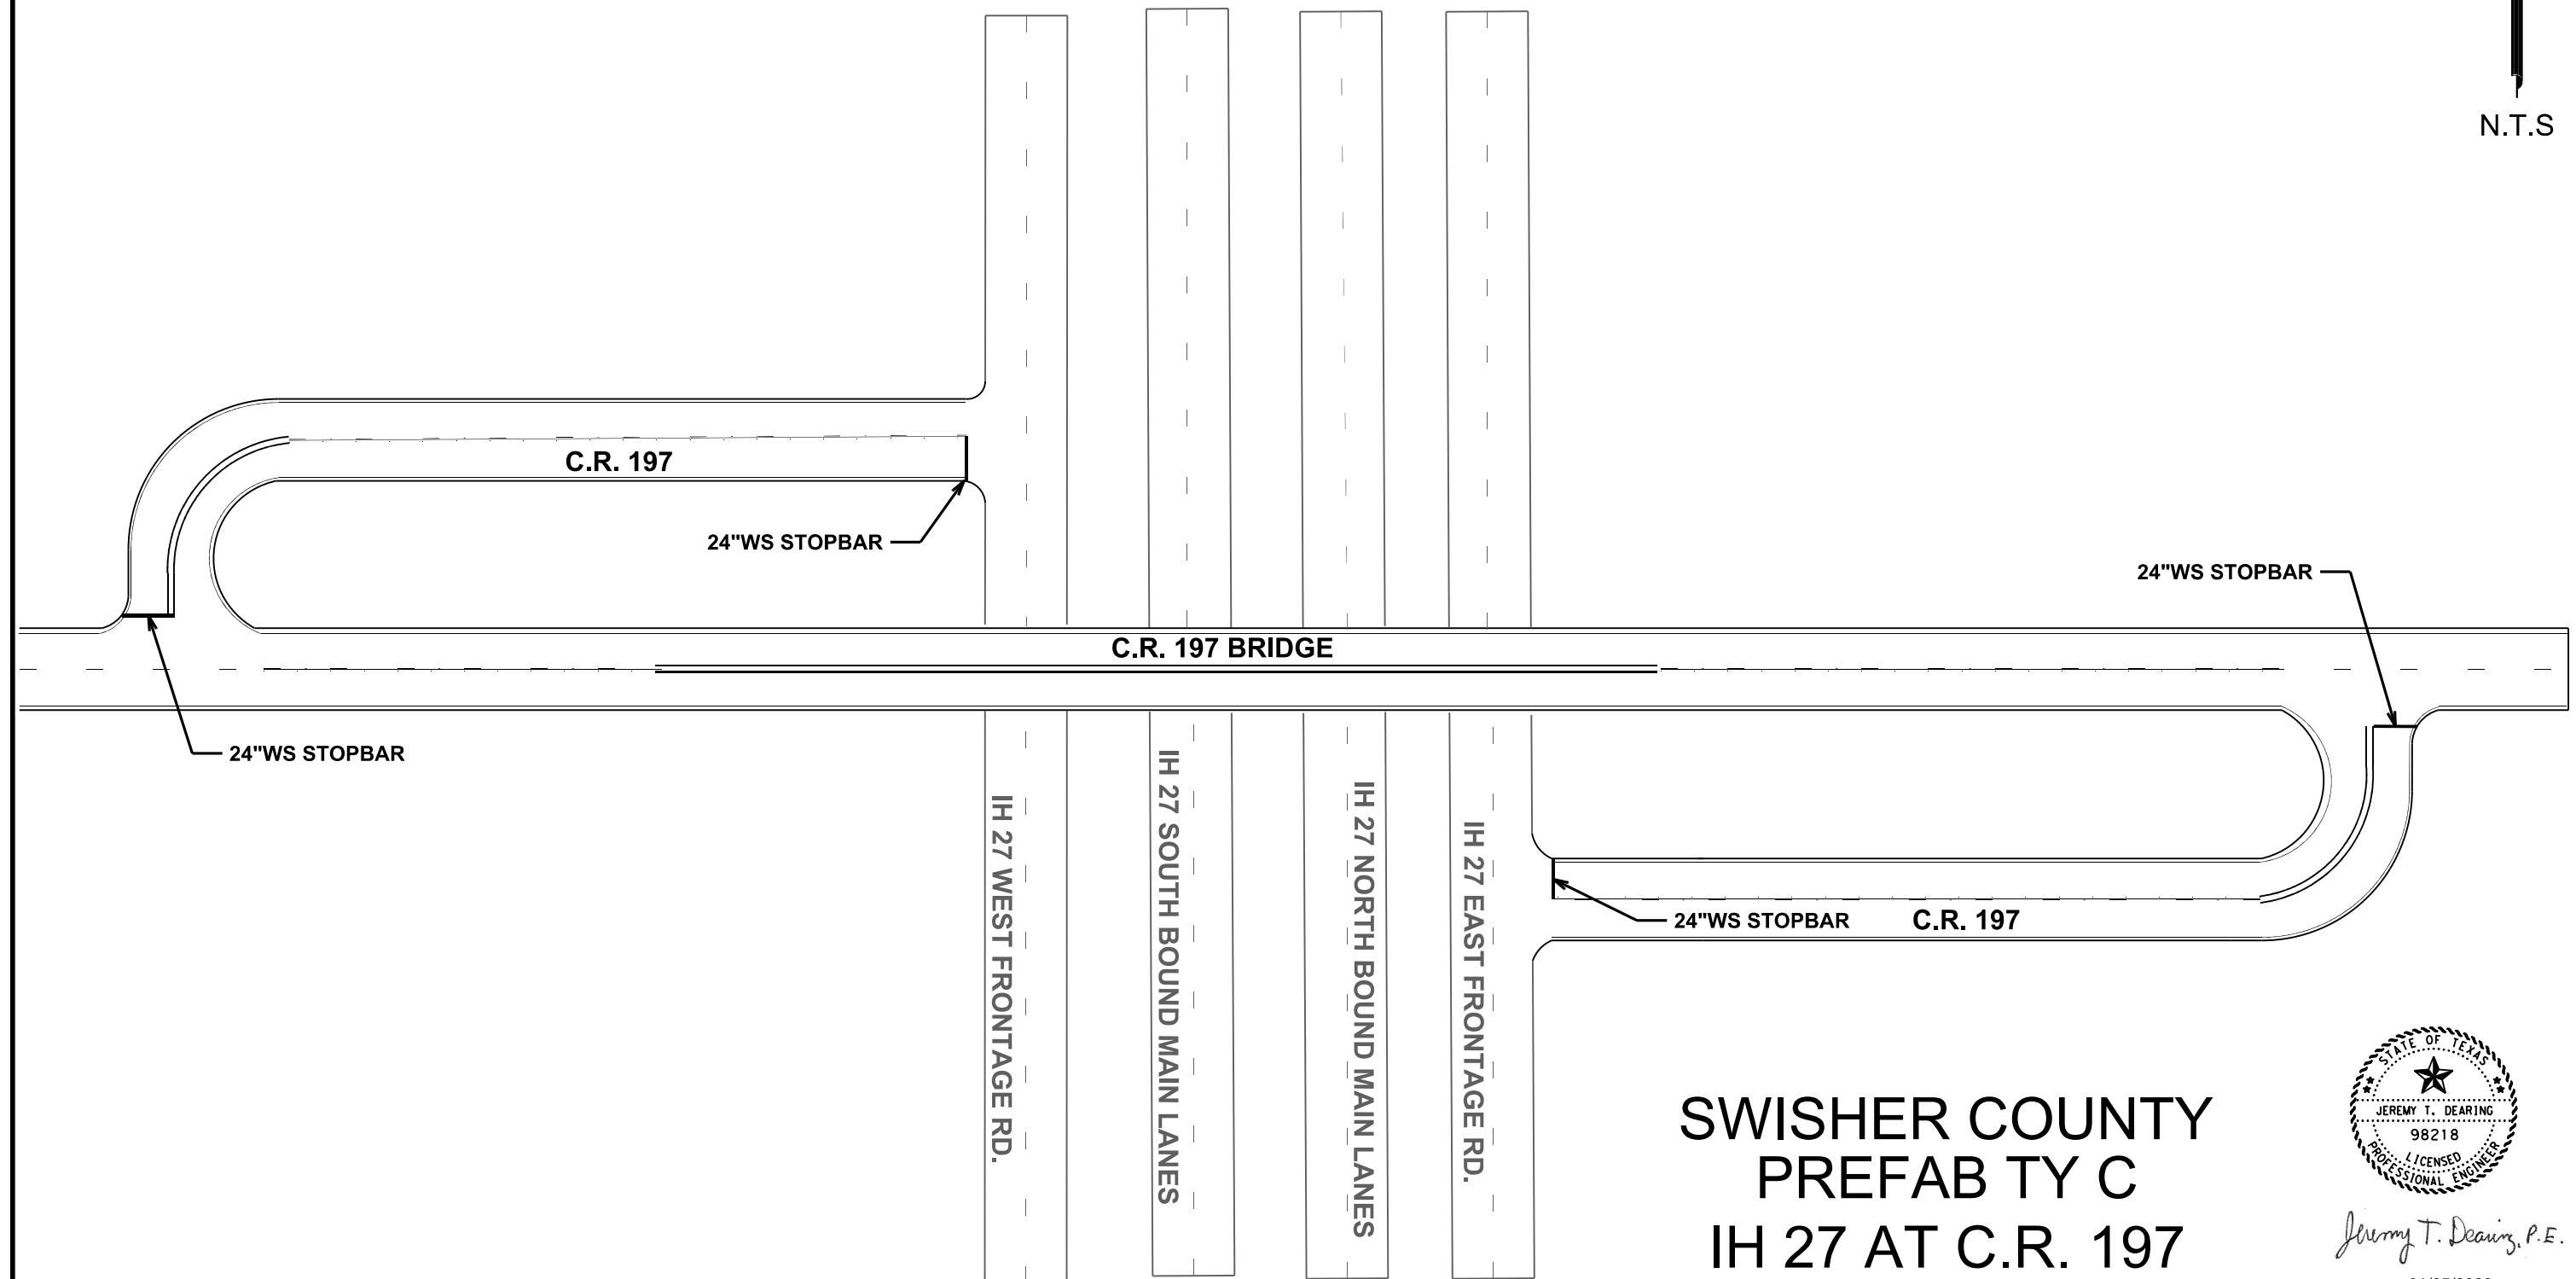 N.T.S
C.R. 197
24"WS STOPBAR
24"WS STOPBAR
C.R. 197 BRIDGE
24"WS STOPBAR
IH 27 WEST FRONTAGE RD.
IH 27 SOUTH BOUND MAIN LANES
IH 27 NORTH BOUND MAIN LANES
IH 27 EAST FRONTAGE RD.
24"WS STOPBAR
C.R. 197
SWISHER COUNTY
PREFAB TY C
IH 27 AT C.R. 197
STATE OF TEXAS
JEREMY T. DEARING
98218
LICENSED
PROFESSIONAL ENGINEER
Jeremy T. Dearing, P.E.